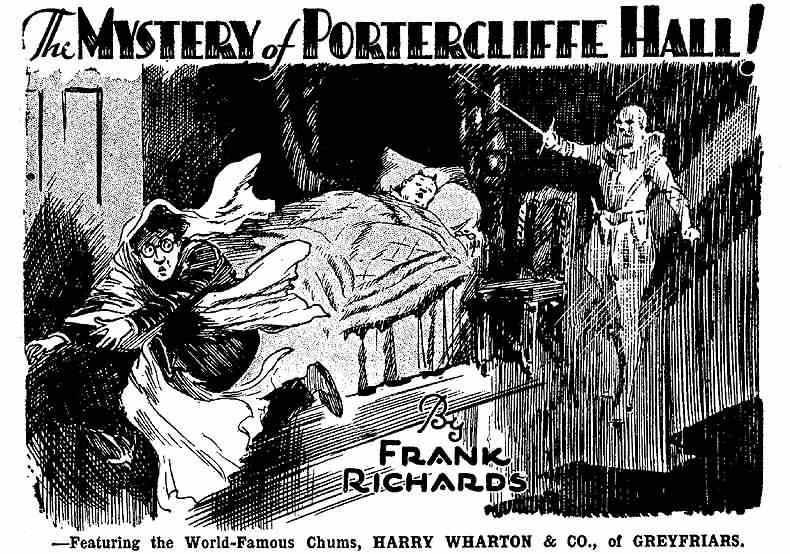 The MYSTERY of PORTERCLIFFE HALL!
By
FRANK
RICHARDS
—Featuring the World-Famous Chums, HARRY WHARTON & CO., of GREYFRIARS.